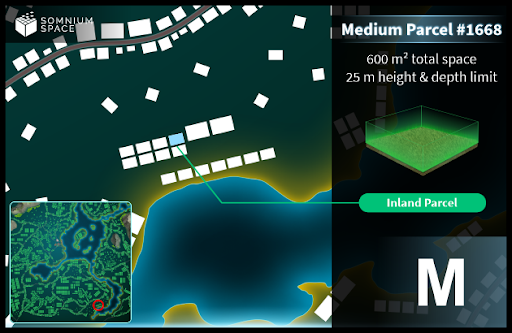 SOMNIUM
SPACE
Medium Parcel #1668
600 m² total space
25 m height & depth limit
Inland Parcel
M